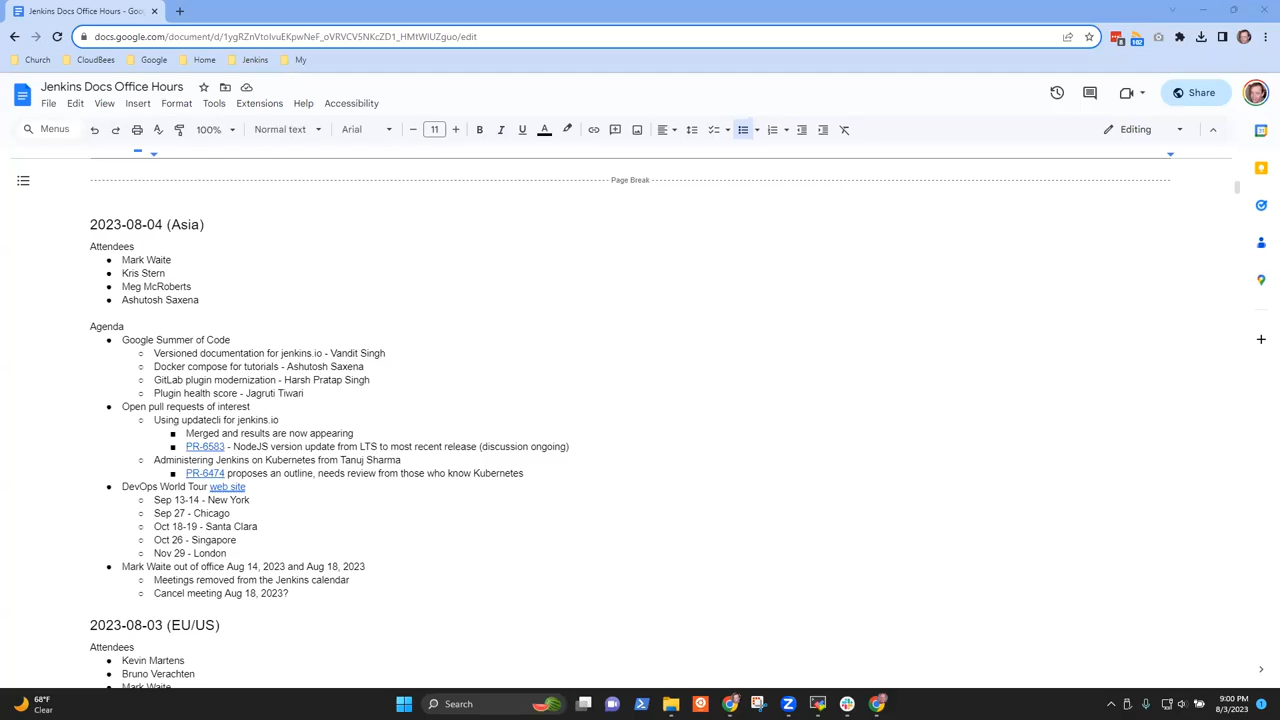 Jenkins Docs Office Hours - Goo
docs.google.com/document/d/1ygRZnVtoIvuEKpwNeF_oVRVCV5NKcZD1_HMtWIUZguo/edit
Church
CloudBees
Google
Home
Jenkins
My
Jenkins Docs Office Hours
File Edit View Insert Format Tools Extensions Help Accessibility
Share
Menus
100%
Normal text
Arial
11
Editing
Page Break
2023-08-04 (Asia)
Attendees
● Mark Waite
● Kris Stern
● Meg McRoberts
● Ashutosh Saxena
Agenda
● Google Summer of Code
○ Versioned documentation for jenkins.io - Vandit Singh
○ Docker compose for tutorials - Ashutosh Saxena
○ GitLab plugin modernization - Harsh Pratap Singh
○ Plugin health score - Jagruti Tiwari
● Open pull requests of interest
○ Using updatecli for jenkins.io
■ Merged and results are now appearing
■ PR-6583 - NodeJS version update from LTS to most recent release (discussion ongoing)
○ Administering Jenkins on Kubernetes from Tanuj Sharma
■ PR-6474 proposes an outline, needs review from those who know Kubernetes
● DevOps World Tour web site
○ Sep 13-14 - New York
○ Sep 27 - Chicago
○ Oct 18-19 - Santa Clara
○ Oct 26 - Singapore
○ Nov 29 - London
● Mark Waite out of office Aug 14, 2023 and Aug 18, 2023
○ Meetings removed from the Jenkins calendar
○ Cancel meeting Aug 18, 2023?
2023-08-03 (EU/US)
Attendees
● Kevin Martens
● Bruno Verachten
● Mark Waite
68°F
Clear
Search
9:00 PM
8/3/2023